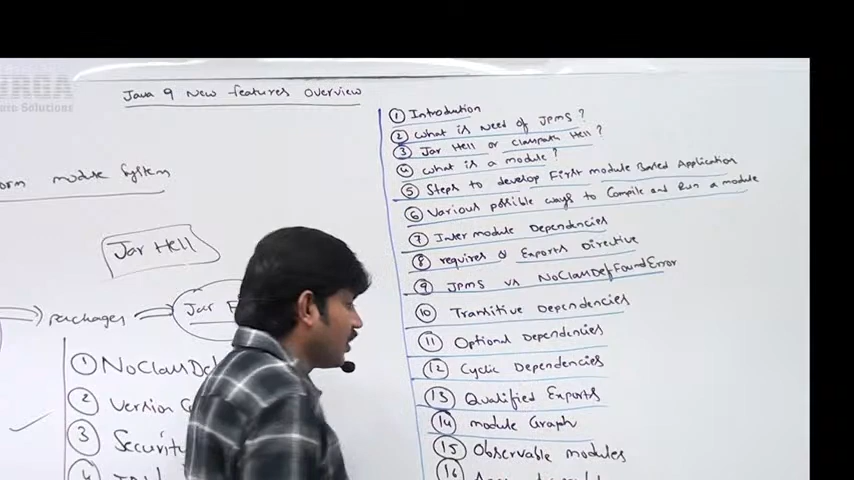 Solutions
Java 9 New features Overview
module System
Jar Hell
packages
Jar
① NoClassDe
② Version
③ Security
④
① Introduction
② What is need of JPMS?
③ Jar Hell or Classpath Hell?
④ what is a module?
⑤ Steps to develop First module Based Application
⑥ Various possible ways to Compile and Run a module
⑦ Inter module Dependencies
⑧ requires & Exports Directive
⑨ JPMS vs NoClassDefFoundError
⑩ Transitive Dependencies
⑪ Optional Dependencies
⑫ Cyclic Dependencies
⑬ Qualified Exports
⑭ module Graph
⑮ Observable modules
⑯